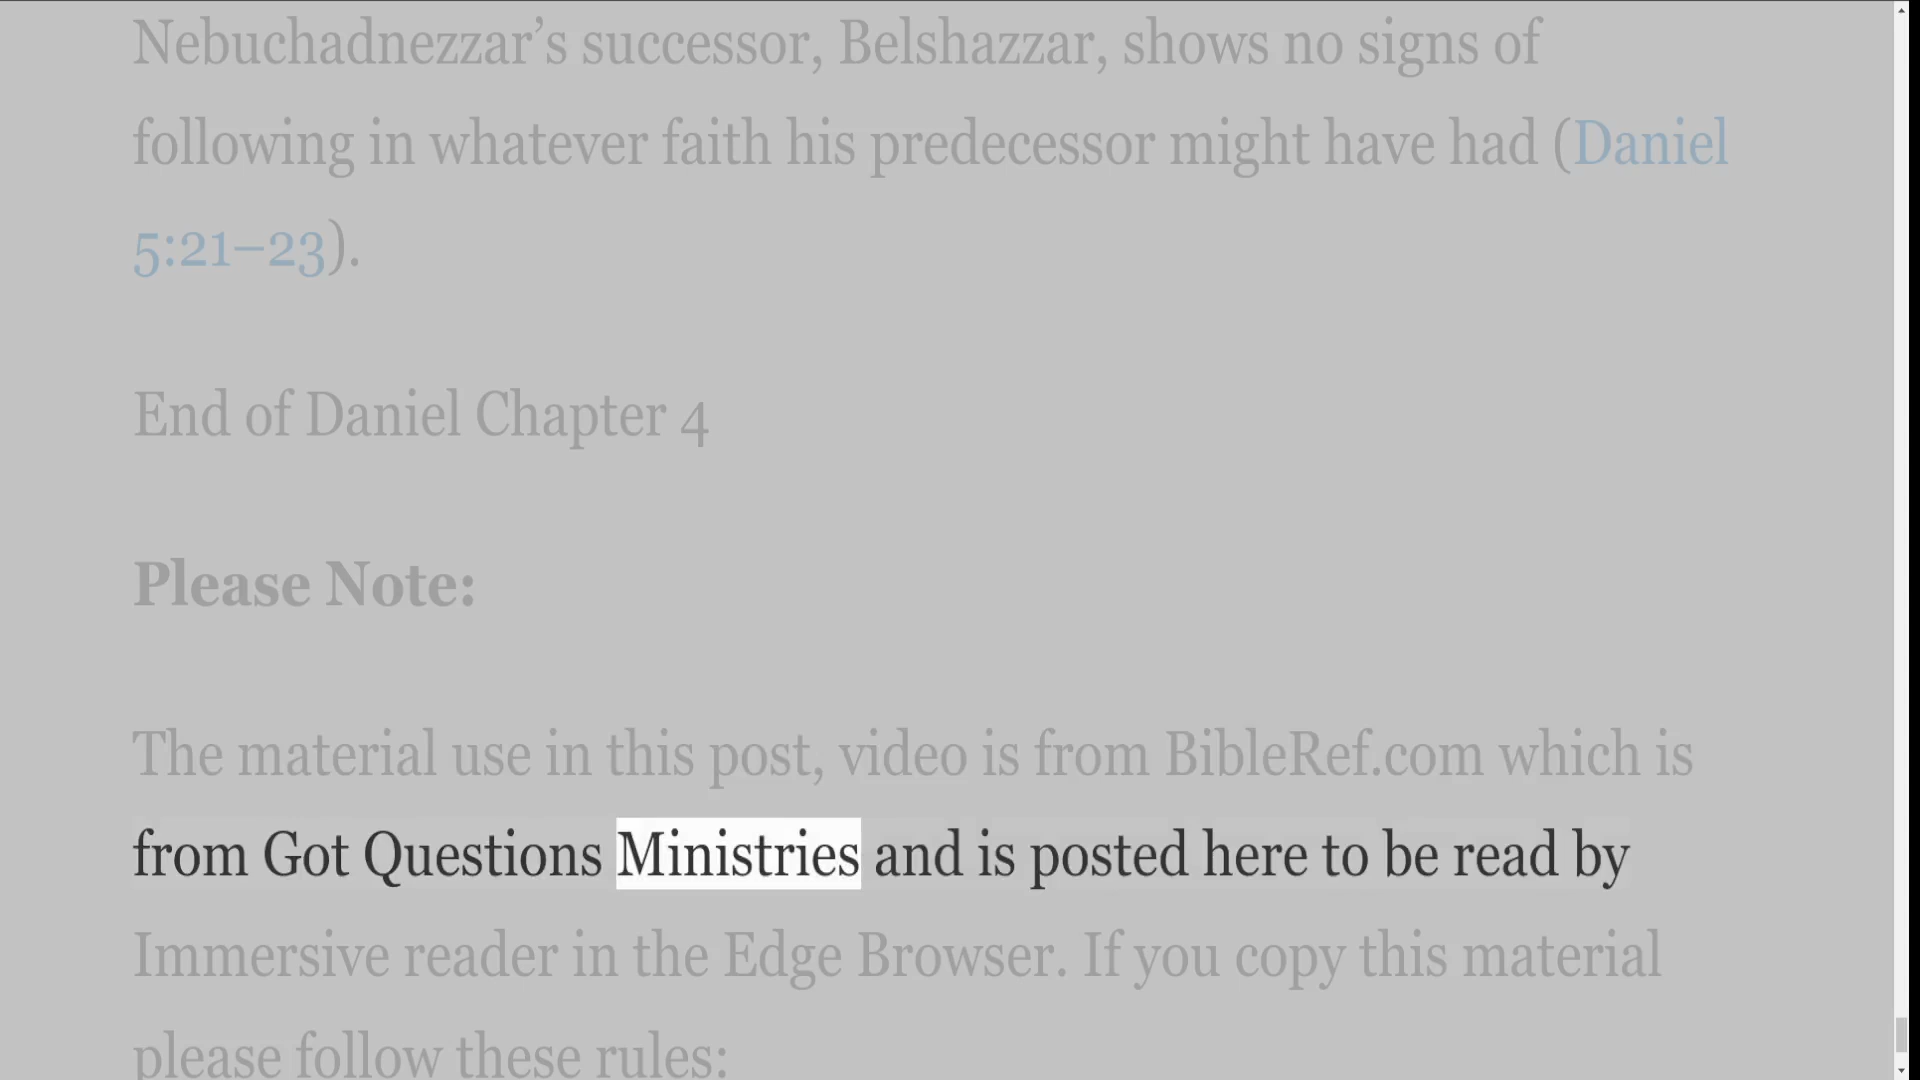 Nebuchadnezzar’s successor, Belshazzar, shows no signs of
following in whatever faith his predecessor might have had (Daniel
5:21–23).
End of Daniel Chapter 4
Please Note:
The material use in this post, video is from BibleRef.com which is
from Got Questions Ministries and is posted here to be read by
Immersive reader in the Edge Browser. If you copy this material
please follow these rules: